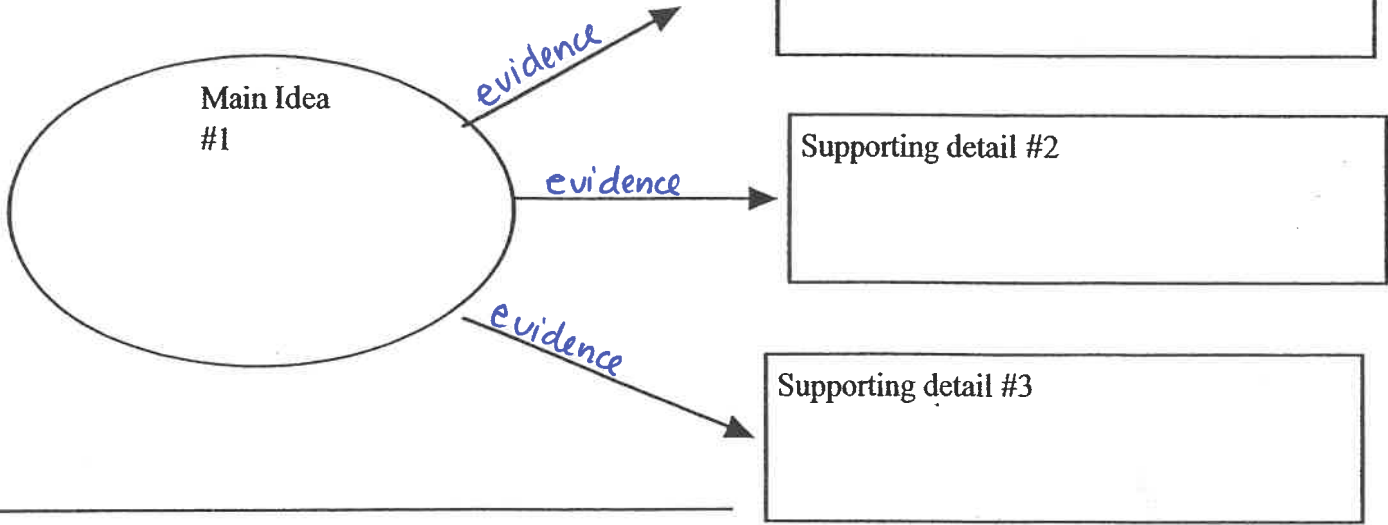 evidence
Main Idea
#1
evidence
Supporting detail #2
evidence
Supporting detail #3